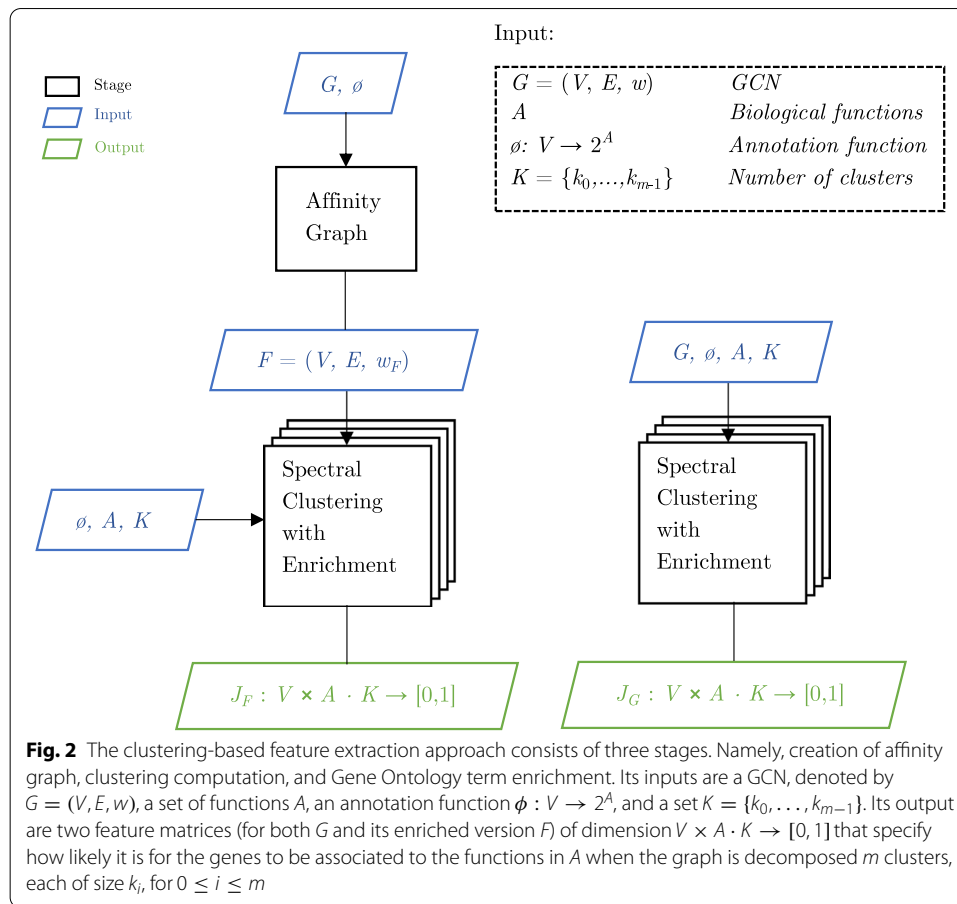 Input:
Stage
Input
Output
G, ø
G = (V, E, w) GCN
A Biological functions
ø: V → 2^A Annotation function
K = {k_0,...,k_{m-1}} Number of clusters
Affinity
Graph
F = (V, E, w_F)
G, ø, A, K
ø, A, K
Spectral
Clustering
with
Enrichment
Spectral
Clustering
with
Enrichment
J_F : V × A · K → [0,1]
J_G : V × A · K → [0,1]
Fig. 2 The clustering-based feature extraction approach consists of three stages. Namely, creation of affinity
graph, clustering computation, and Gene Ontology term enrichment. Its inputs are a GCN, denoted by
G = (V, E, w), a set of functions A, an annotation function ϕ : V → 2^A, and a set K = {k_0, . . . , k_{m−1}}. Its output
are two feature matrices (for both G and its enriched version F) of dimension V × A · K → [0, 1] that specify
how likely it is for the genes to be associated to the functions in A when the graph is decomposed m clusters,
each of size k_i, for 0 ≤ i ≤ m